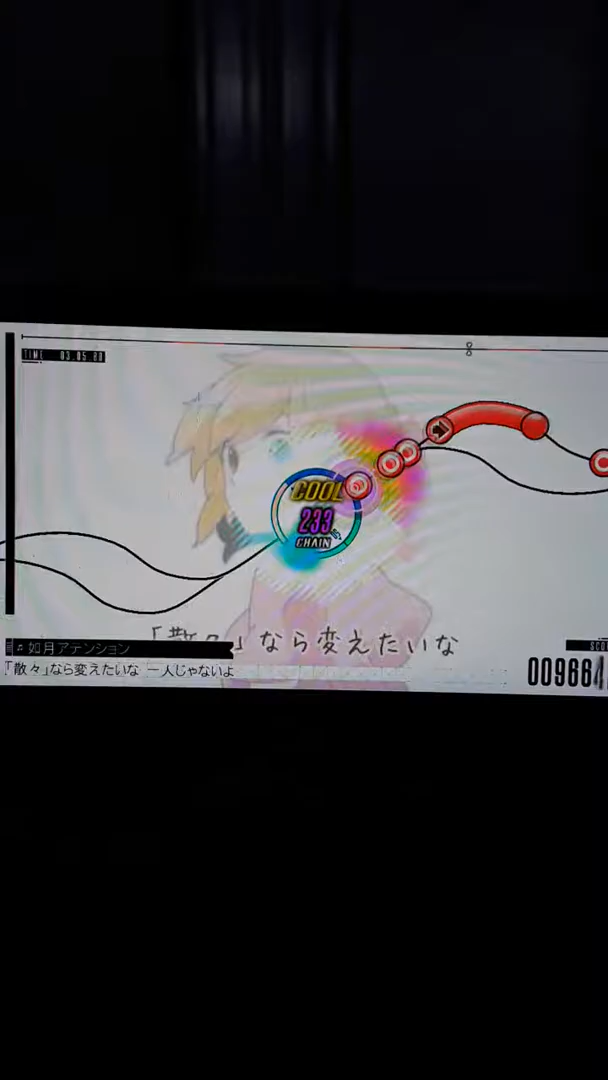 TIME 03.05.80
COOL
233
CHAIN
「散々」なら変えたいな
♬ 如月アテンション
「散々」なら変えたいな 一人じゃないよ
009664